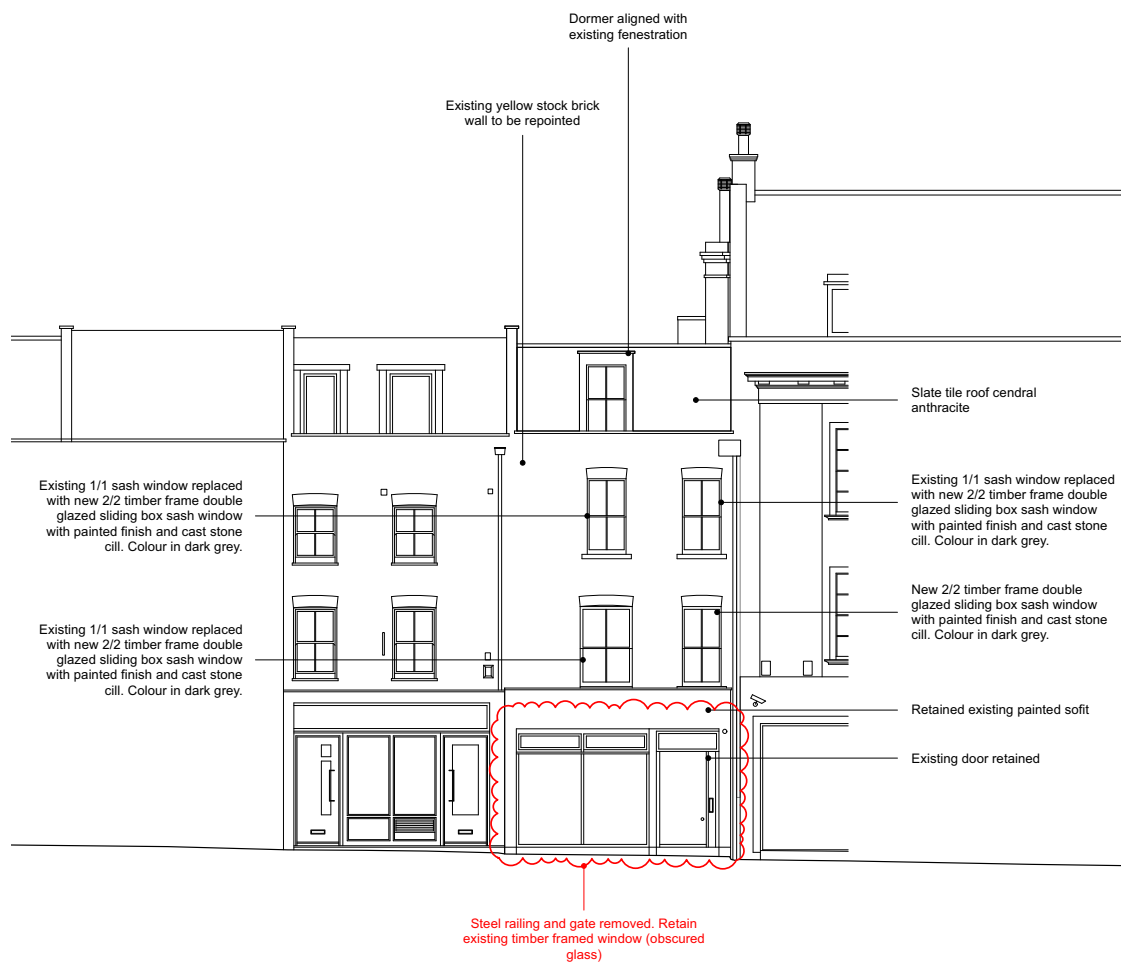 Dormer aligned with
existing fenestration
Existing yellow stock brick
wall to be repointed
Slate tile roof cendral
anthracite
Existing 1/1 sash window replaced
with new 2/2 timber frame double
glazed sliding box sash window
with painted finish and cast stone
cill. Colour in dark grey.
Existing 1/1 sash window replaced
with new 2/2 timber frame double
glazed sliding box sash window
with painted finish and cast stone
cill. Colour in dark grey.
New 2/2 timber frame double
glazed sliding box sash window
with painted finish and cast stone
cill. Colour in dark grey.
Existing 1/1 sash window replaced
with new 2/2 timber frame double
glazed sliding box sash window
with painted finish and cast stone
cill. Colour in dark grey.
Retained existing painted sofit
Existing door retained
Steel railing and gate removed. Retain
existing timber framed window (obscured
glass)